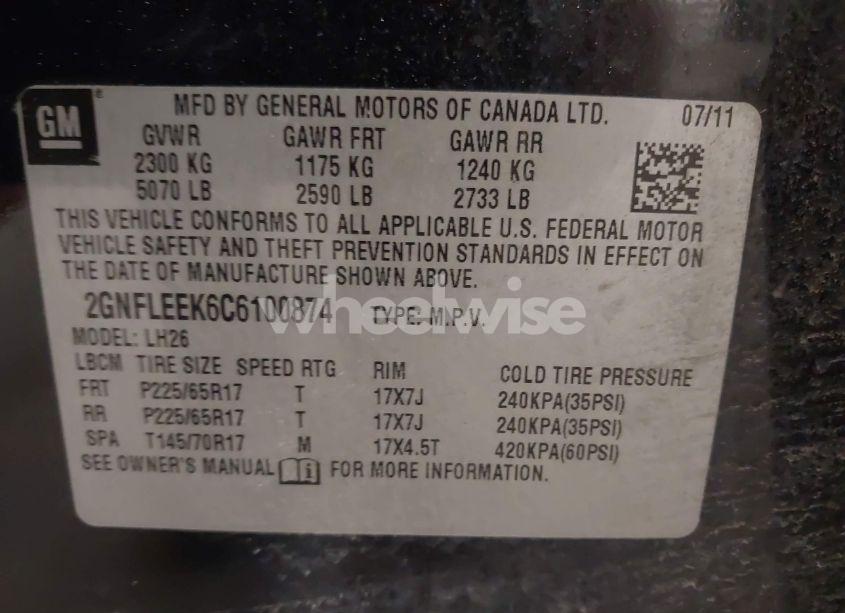 GM
MFD BY GENERAL MOTORS OF CANADA LTD. 07/11
GVWR GAWR FRT GAWR RR
2300 KG 1175 KG 1240 KG
5070 LB 2590 LB 2733 LB
THIS VEHICLE CONFORMS TO ALL APPLICABLE U.S. FEDERAL MOTOR
VEHICLE SAFETY AND THEFT PREVENTION STANDARDS IN EFFECT ON
THE DATE OF MANUFACTURE SHOWN ABOVE.
2GNFLEEK6C6100874 TYPE: M.P.V.
wheelwise
MODEL: LH26
LBCM TIRE SIZE SPEED RTG RIM COLD TIRE PRESSURE
FRT P225/65R17 T 17X7J 240KPA(35PSI)
RR P225/65R17 T 17X7J 240KPA(35PSI)
SPA T145/70R17 M 17X4.5T 420KPA(60PSI)
SEE OWNER'S MANUAL i FOR MORE INFORMATION.